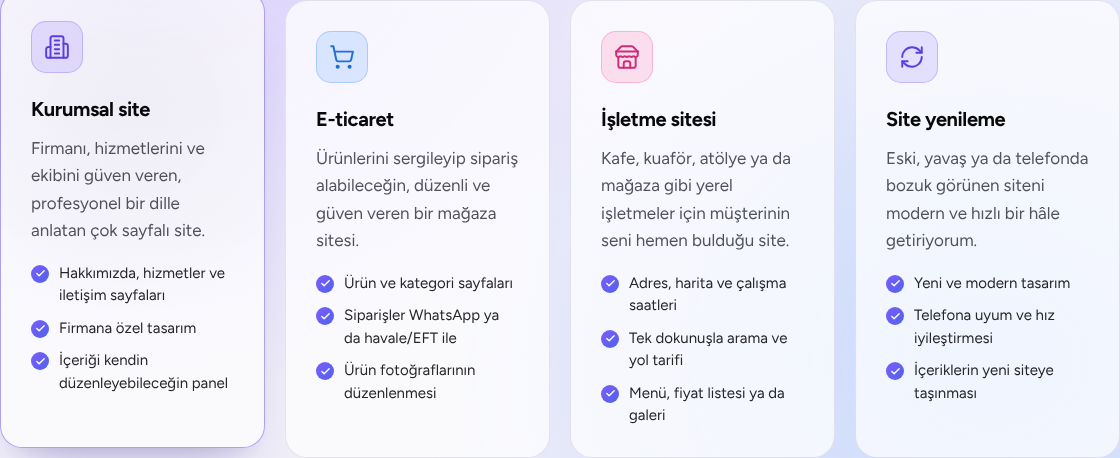 Kurumsal site
Firmanı, hizmetlerini ve
ekibini güven veren,
profesyonel bir dille
anlatan çok sayfalı site.
Hakkımızda, hizmetler ve
iletişim sayfaları
Firmana özel tasarım
İçeriği kendin
düzenleyebileceğin panel
E-ticaret
Ürünlerini sergileyip sipariş
alabileceğin, düzenli ve
güven veren bir mağaza
sitesi.
Ürün ve kategori sayfaları
Siparişler WhatsApp ya
da havale/EFT ile
Ürün fotoğraflarının
düzenlenmesi
İşletme sitesi
Kafe, kuaför, atölye ya da
mağaza gibi yerel
işletmeler için müşterinin
seni hemen bulduğu site.
Adres, harita ve çalışma
saatleri
Tek dokunuşla arama ve
yol tarifi
Menü, fiyat listesi ya da
galeri
Site yenileme
Eski, yavaş ya da telefonda
bozuk görünen siteni
modern ve hızlı bir hâle
getiriyorum.
Yeni ve modern tasarım
Telefona uyum ve hız
iyileştirmesi
İçeriklerin yeni siteye
taşınması